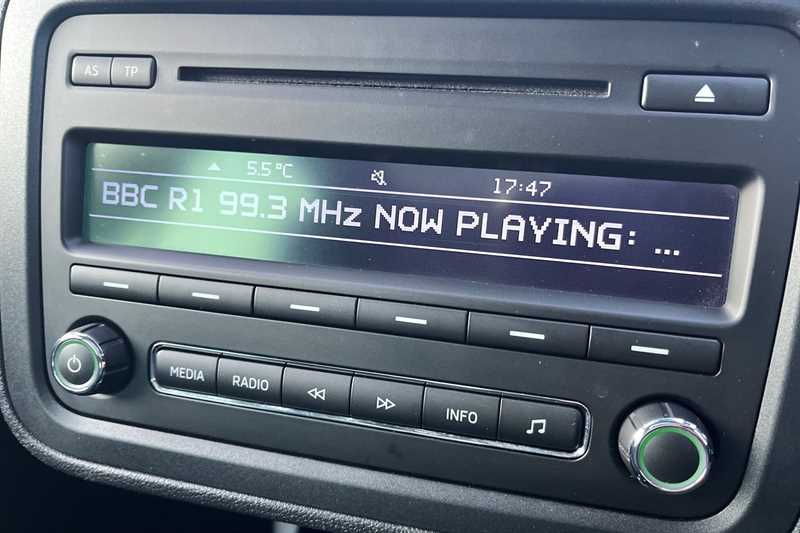 AS TP
5.5°C 17:47
BBC R1 99.3 MHz NOW PLAYING: ...
MEDIA RADIO INFO